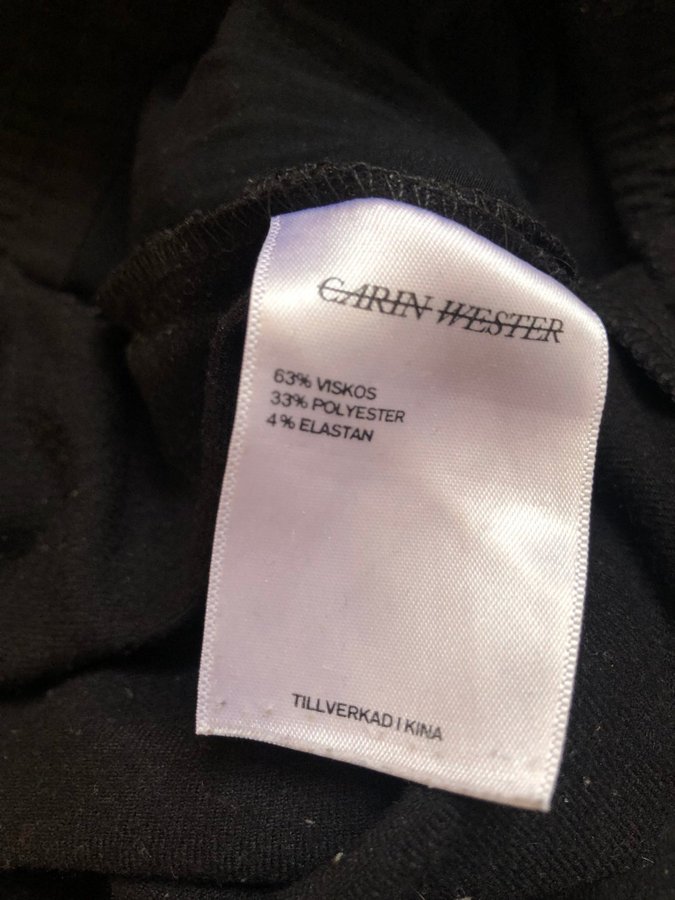 CARIN WESTER
63% VISKOS
33% POLYESTER
4% ELASTAN
TILLVERKAD I KINA